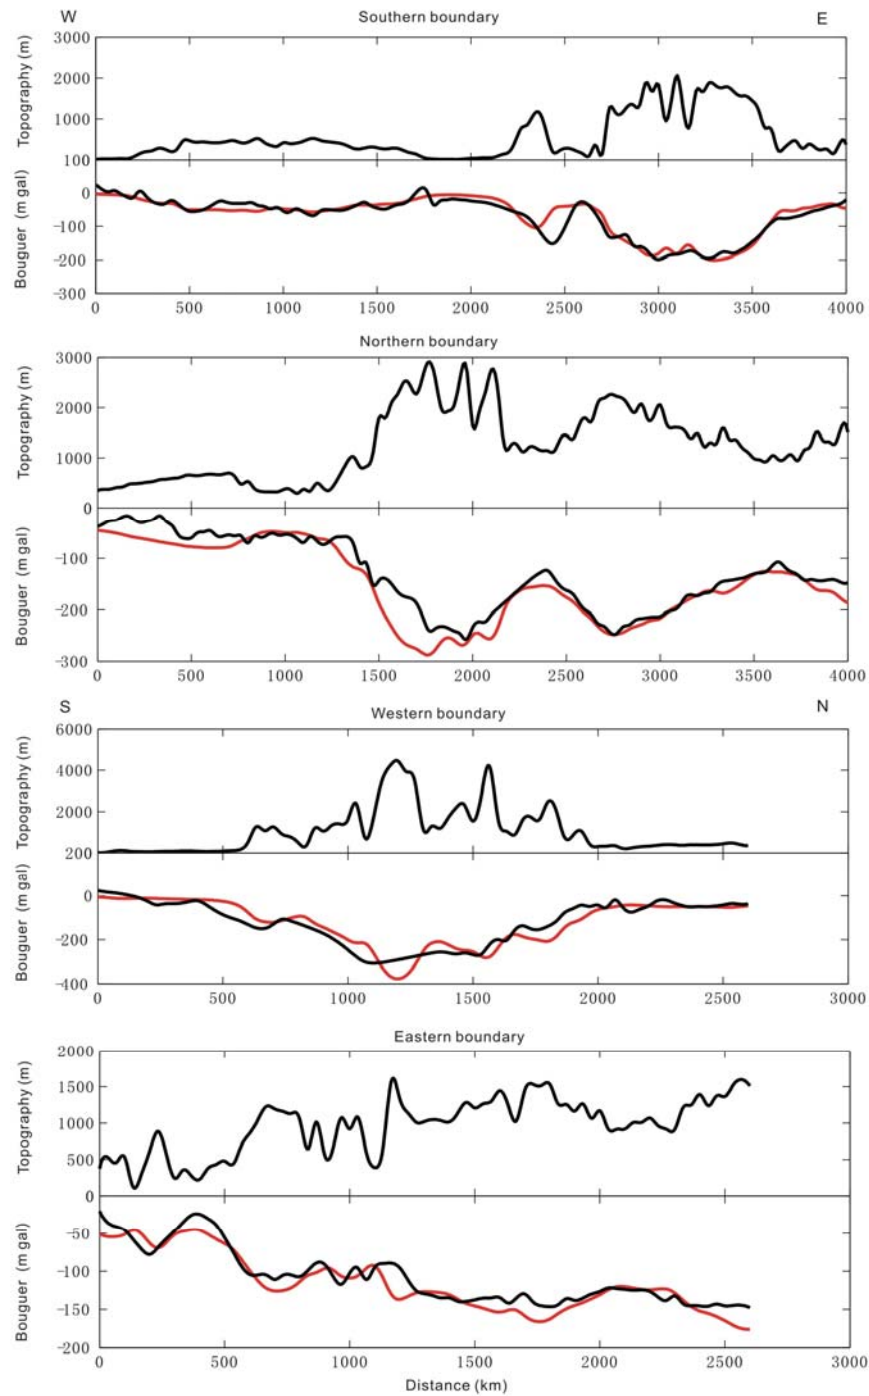 W Southern boundary E
3000
2000
1000
100
Topography (m)
0
-100
-200
-300
Bouguer (m gal)
0 500 1000 1500 2000 2500 3000 3500 4000
Northern boundary
3000
2000
1000
0
Topography (m)
-100
-200
-300
Bouguer (m gal)
0 500 1000 1500 2000 2500 3000 3500 4000
S Western boundary N
6000
4000
2000
200
Topography (m)
0
-200
-400
Bouguer (m gal)
0 500 1000 1500 2000 2500 3000
Eastern boundary
2000
1500
1000
500
0
Topography (m)
-50
-100
-150
-200
Bouguer (m gal)
0 500 1000 1500 2000 2500 3000
Distance (km)